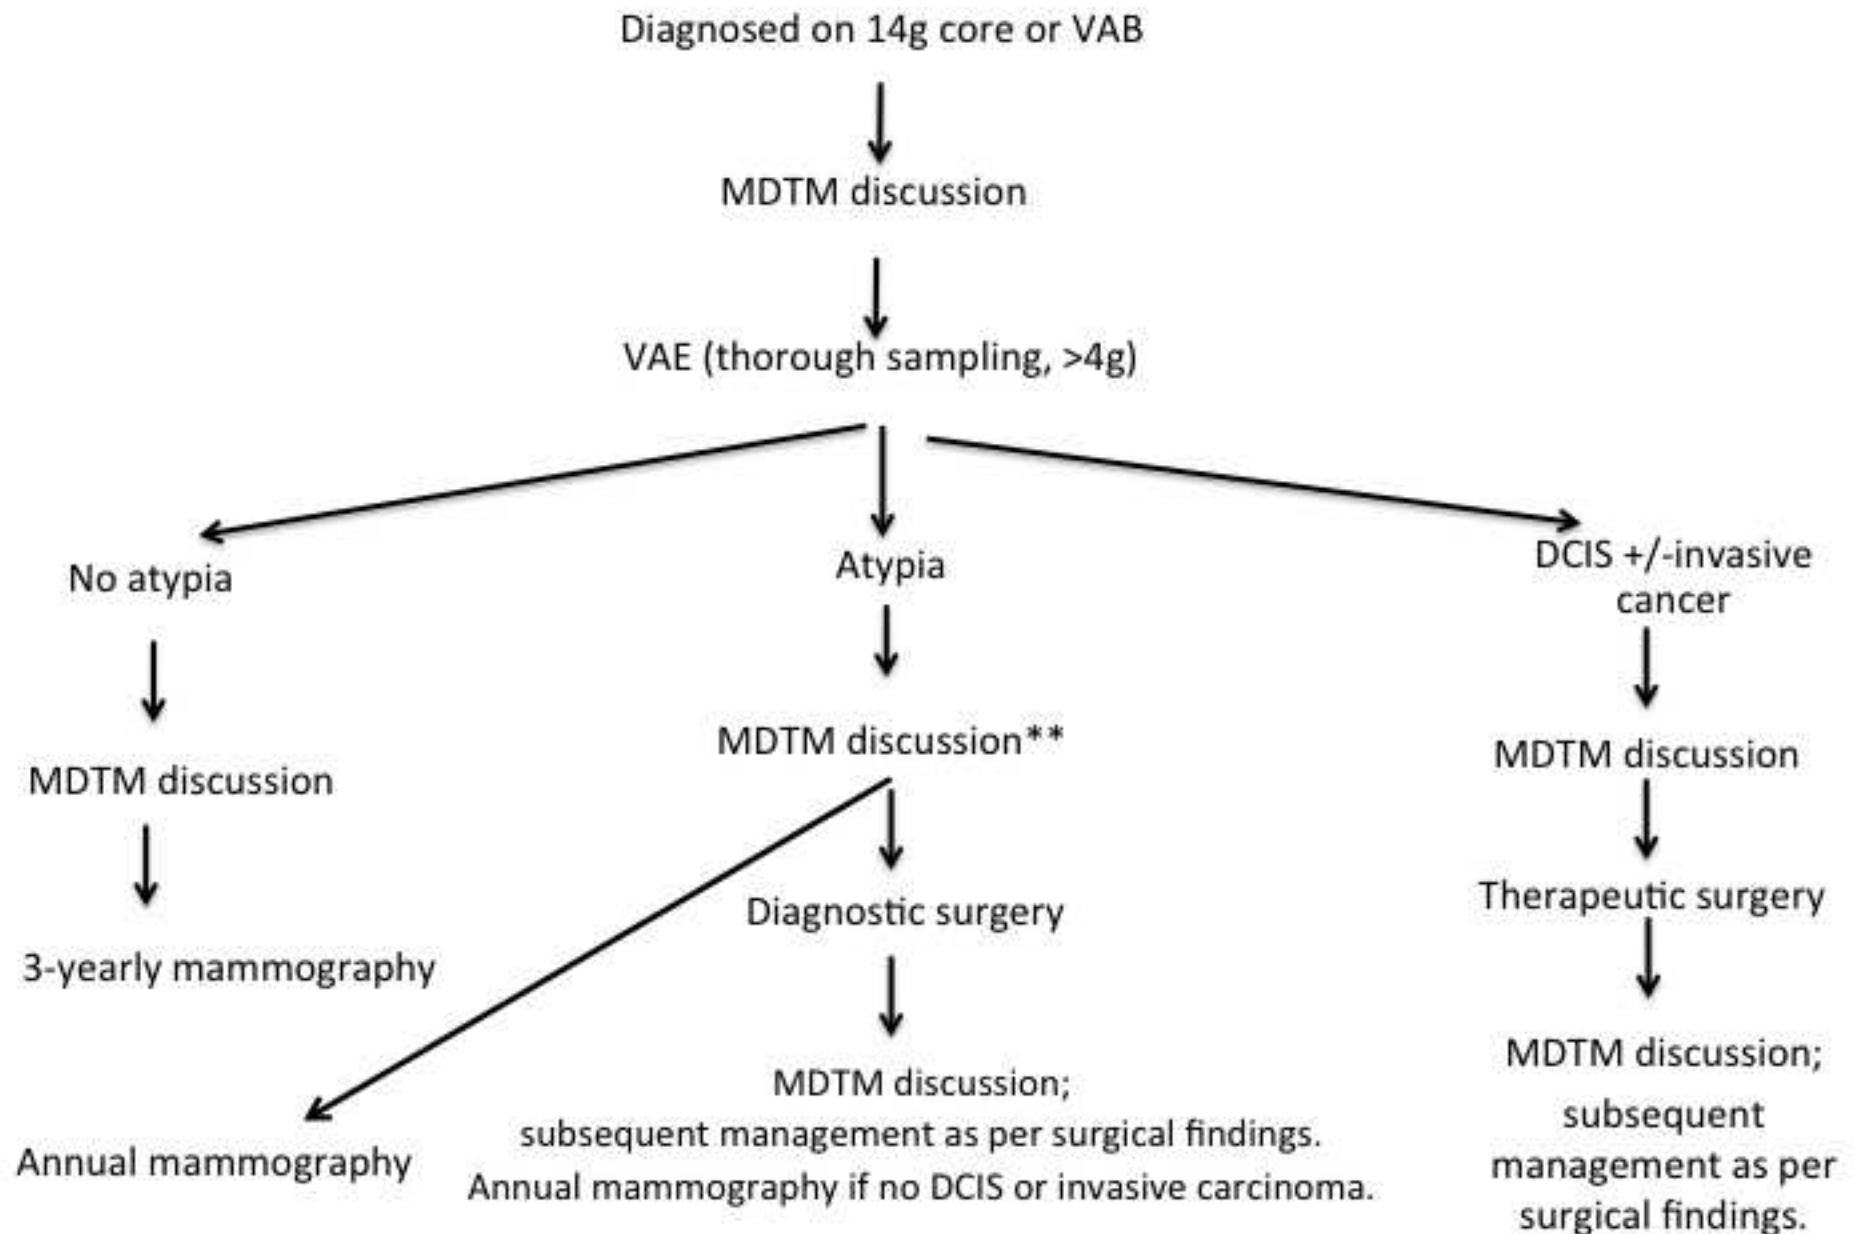 Diagnosed on 14g core or VAB
MDTM discussion
VAE (thorough sampling, >4g)
No atypia
MDTM discussion
3-yearly mammography
Atypia
MDTM discussion**
Annual mammography
Diagnostic surgery
MDTM discussion;
subsequent management as per surgical findings.
Annual mammography if no DCIS or invasive carcinoma.
DCIS +/-invasive
cancer
MDTM discussion
Therapeutic surgery
MDTM discussion;
subsequent
management as per
surgical findings.